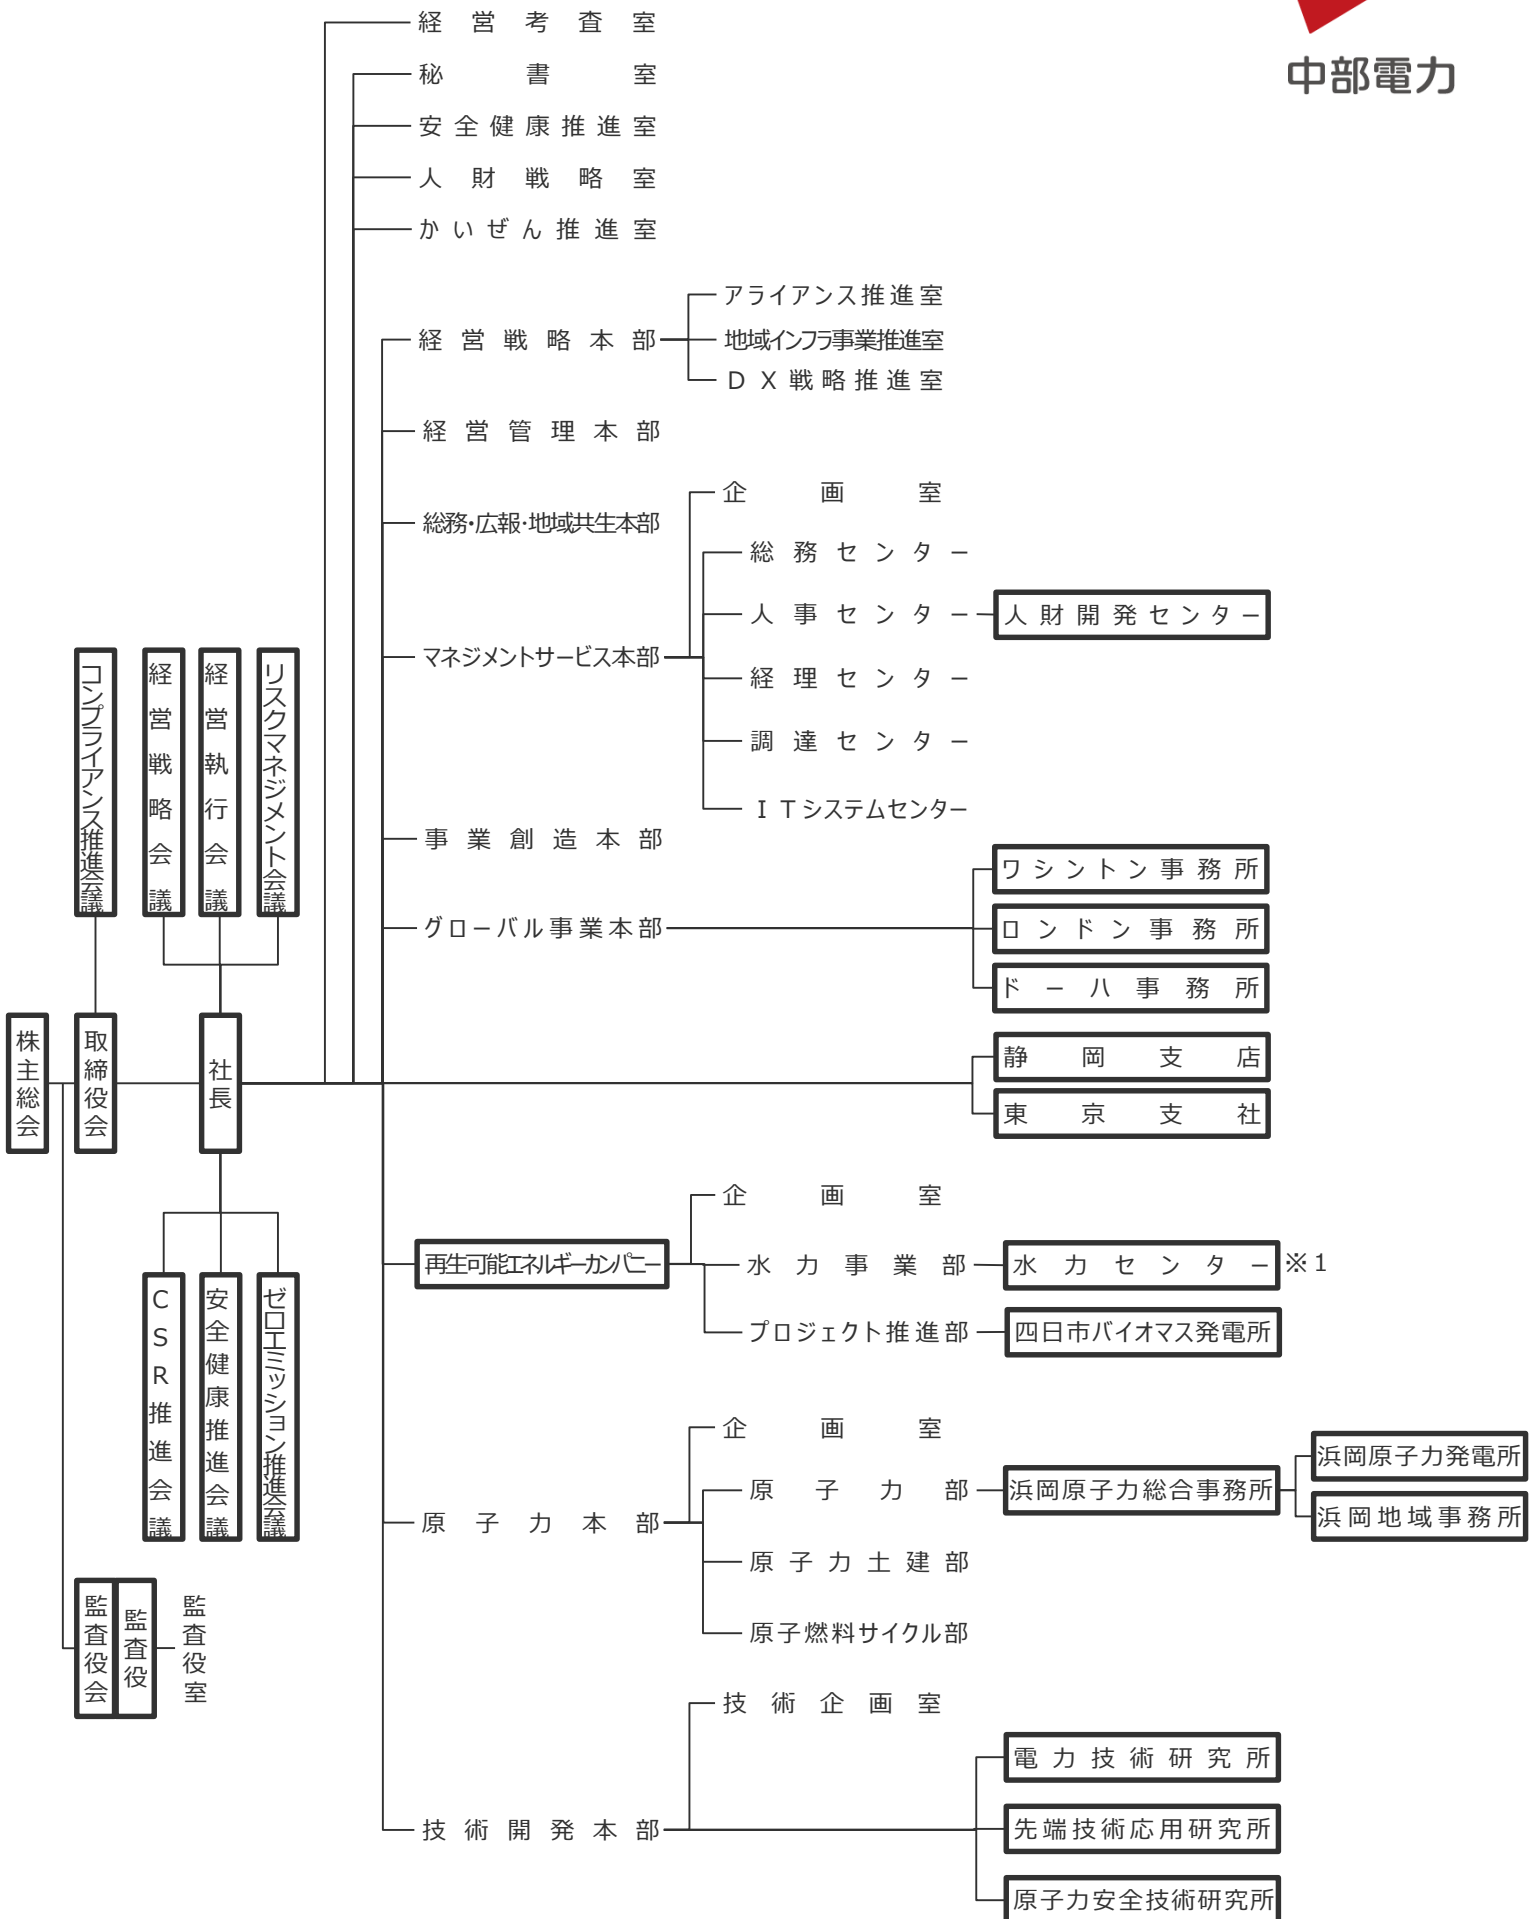 中部電力
経営考査室
秘書室
安全健康推進室
人財戦略室
かいぜん推進室
経営戦略本部
アライアンス推進室
地域インフラ事業推進室
DX戦略推進室
経営管理本部
総務・広報・地域共生本部
マネジメントサービス本部
企画室
総務センター
人事センター
人財開発センター
経理センター
調達センター
ITシステムセンター
事業創造本部
グローバル事業本部
ワシントン事務所
ロンドン事務所
ドーハ事務所
静岡支店
東京支社
コンプライアンス推進会議
経営戦略会議
経営執行会議
リスクマネジメント会議
株主総会
取締役会
社長
CSR推進会議
安全健康推進会議
ゼロエミッション推進会議
監査役会
監査役
監査役室
再生可能エネルギーカンパニー
企画室
水力事業部
水力センター※1
プロジェクト推進部
四日市バイオマス発電所
原子力本部
企画室
原子力部
浜岡原子力総合事務所
浜岡原子力発電所
浜岡地域事務所
原子力土建部
原子燃料サイクル部
技術開発本部
技術企画室
電力技術研究所
先端技術応用研究所
原子力安全技術研究所